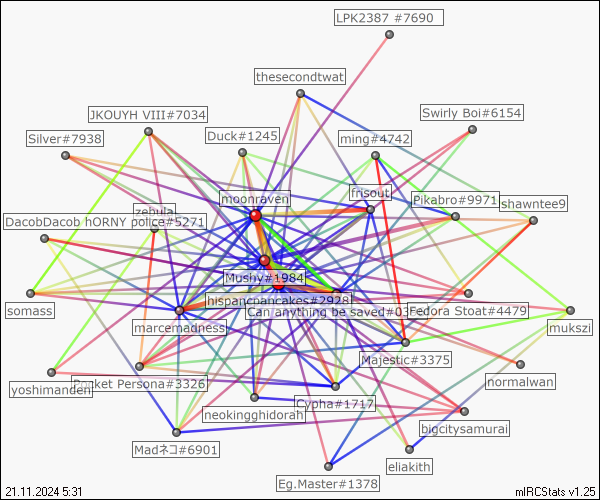 LPK2387 #7690
thesecondtwat
JKOUYH VIII#7034
Swirly Boi#6154
Silver#7938
Duck#1245
ming#4742
moonraven
frisout
Pikabro#9971
shawntee9
zebula
DacobDacob hORNY police#5271
Mushy#1984
hispancpancakes#2928
somass
Can/anything be saved#03
Fedora Stoat#4479
marcemadness
mukszi
Majestic#3375
normalwan
yoshimanden
Pocket Persona#3326
Cypha#1717
neokingghidorah
bigcitysamurai
Madネコ#6901
eliakith
Eg.Master#1378
21.11.2024 5:31
mIRCStats v1.25